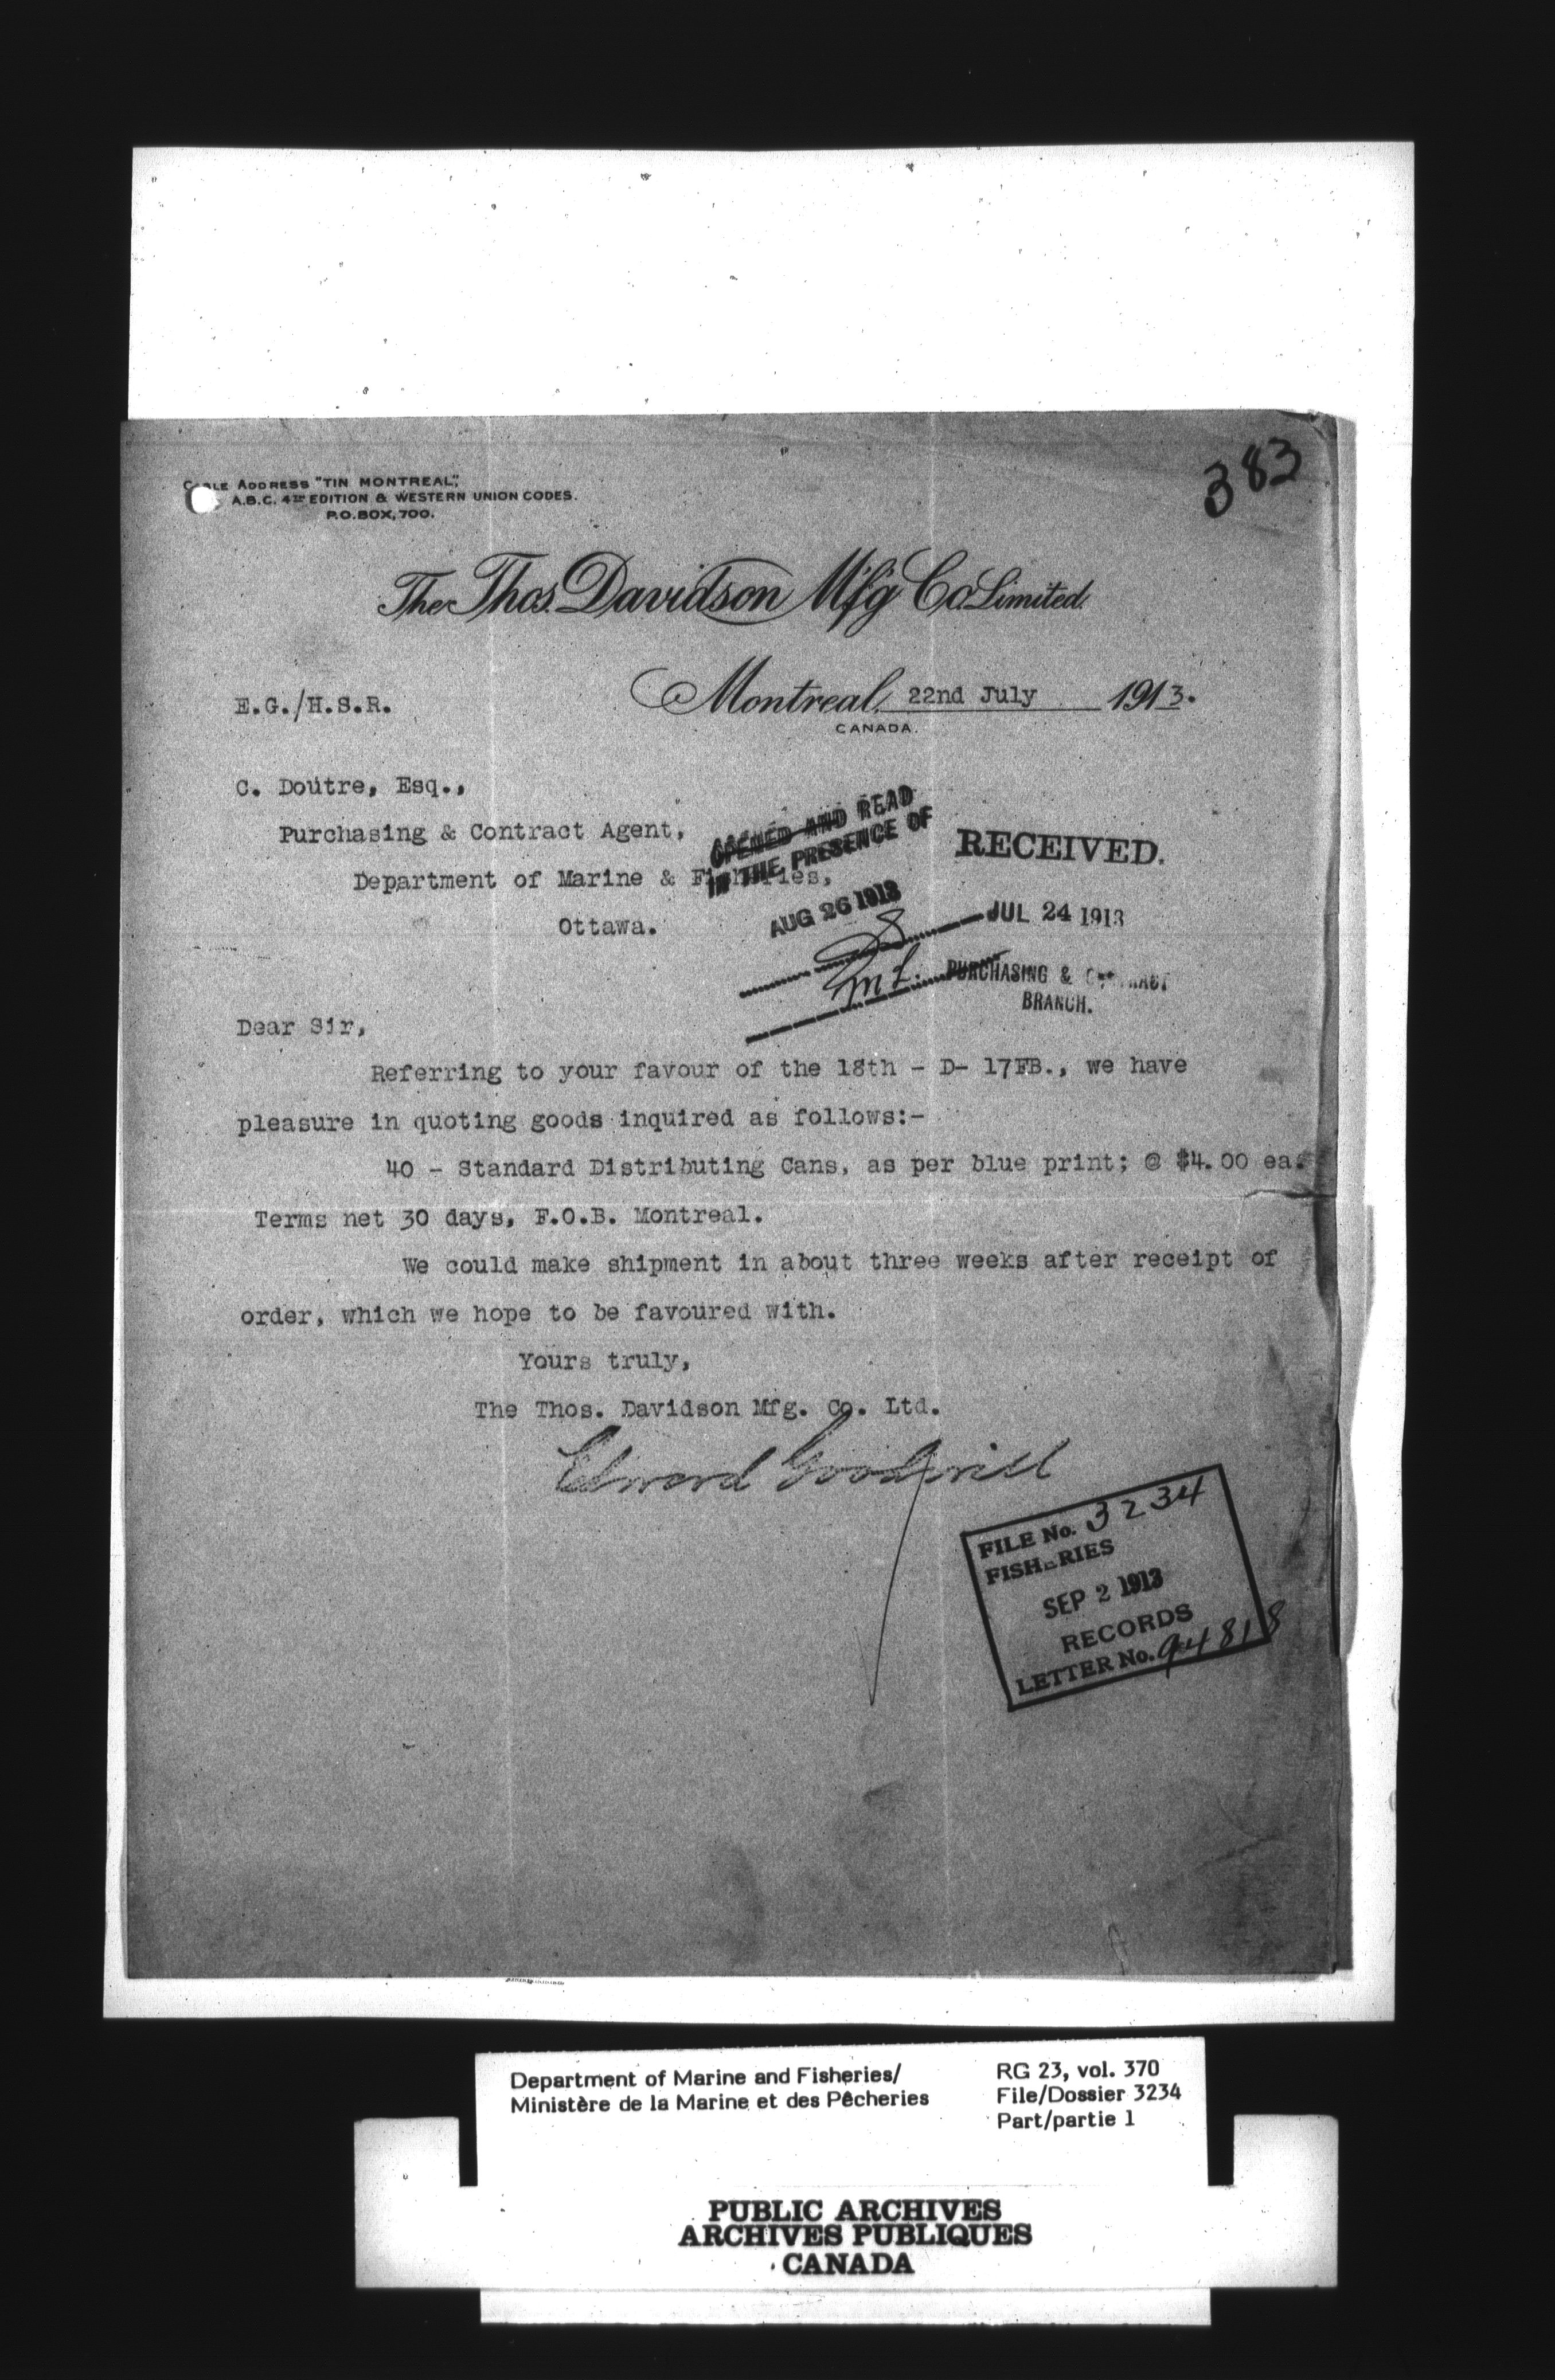 383
CABLE ADDRESS "TIN MONTREAL",
A.B.C. 4TH EDITION & WESTERN UNION CODES.
P.O. BOX, 700.
The Thos. Davidson Mfg Co. Limited.
E.G./H.S.R.
Montreal, 22nd July 1913.
CANADA.
C. Doutre, Esq.,
Purchasing & Contract Agent,
Department of Marine & Fisheries,
Ottawa.
OPENED AND READ
IN THE PRESENCE OF
AUG 26 1913
RECEIVED.
JUL 24 1913
PURCHASING & CONTRACT
BRANCH.
Dear Sir,
Referring to your favour of the 18th - D- 17FB., we have
pleasure in quoting goods inquired as follows:-
40 - Standard Distributing Cans, as per blue print; @ $4.00 ea.
Terms net 30 days, F.O.B. Montreal.
We could make shipment in about three weeks after receipt of
order, which we hope to be favoured with.
Yours truly,
The Thos. Davidson Mfg. Co. Ltd.
Edward Goodwill
FILE No. 3234
FISHERIES
SEP 2 1913
RECORDS
LETTER No. 94818
Department of Marine and Fisheries/
Ministère de la Marine et des Pêcheries
RG 23, vol. 370
File/Dossier 3234
Part/partie 1
PUBLIC ARCHIVES
ARCHIVES PUBLIQUES
CANADA